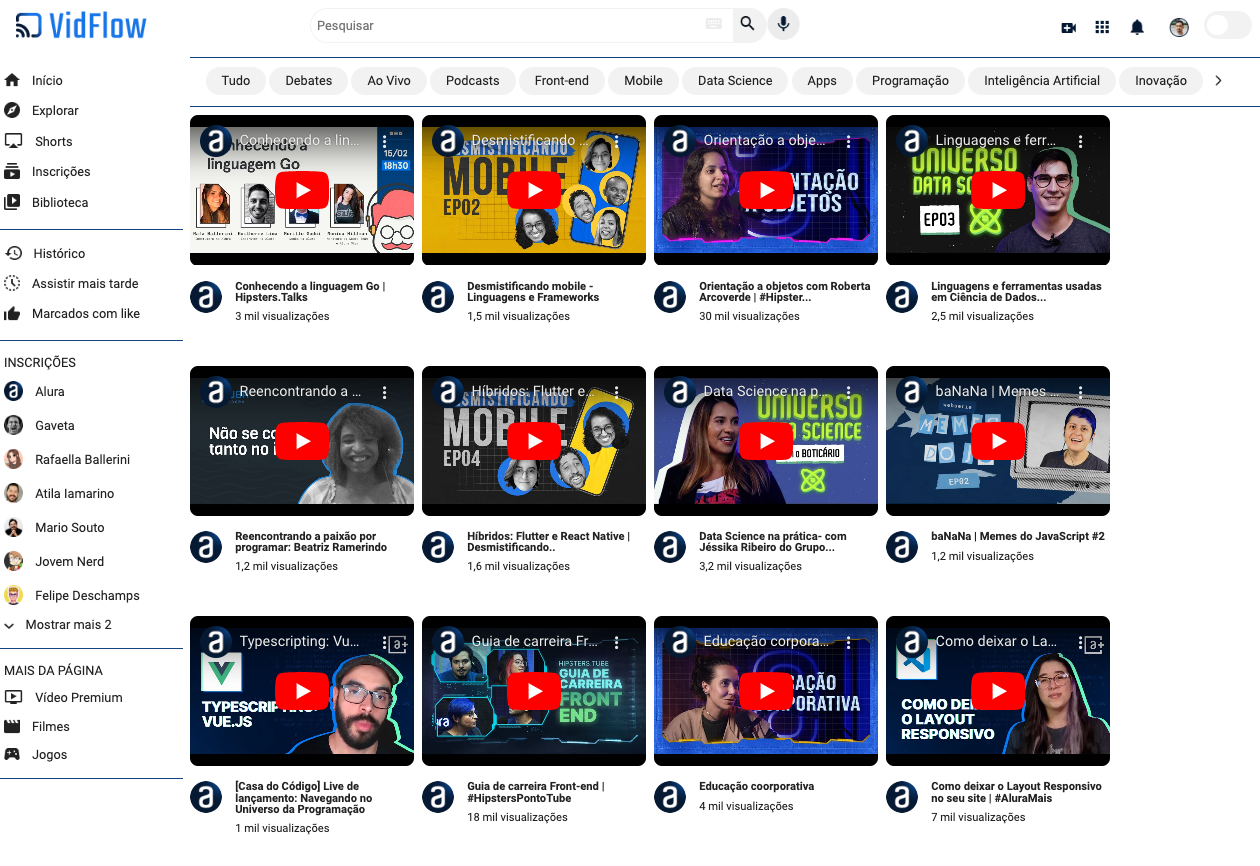 VidFlow
Pesquisar
Início
Explorar
Shorts
Inscrições
Biblioteca
Histórico
Assistir mais tarde
Marcados com like
INSCRIÇÕES
Alura
Gaveta
Rafaella Ballerini
Atila Iamarino
Mario Souto
Jovem Nerd
Felipe Deschamps
Mostrar mais 2
MAIS DA PÁGINA
Vídeo Premium
Filmes
Jogos
Tudo
Debates
Ao Vivo
Podcasts
Front-end
Mobile
Data Science
Apps
Programação
Inteligência Artificial
Inovação
Conhecendo a lin...
Conhecendo a
linguagem Go
15/02
18h30
Conhecendo a linguagem Go |
Hipsters.Talks
3 mil visualizações
Desmistificando ...
DESMISTIFICANDO
MOBILE
EP02
Desmistificando mobile -
Linguagens e Frameworks
1,5 mil visualizações
Orientação a obje...
Orientação a objetos com Roberta
Arcoverde | #Hipster...
30 mil visualizações
Linguagens e ferr...
UNIVERSO
EP03
Linguagens e ferramentas usadas
em Ciência de Dados...
2,5 mil visualizações
Reencontrando a ...
Não se
tanto no
Reencontrando a paixão por
programar: Beatriz Ramerindo
1,2 mil visualizações
Híbridos: Flutter e...
DESMISTIFICANDO
MOBILE
EP04
Híbridos: Flutter e React Native |
Desmistificando..
1,6 mil visualizações
Data Science na p...
UNIVERSO
SCIENCE
O BOTICÁRIO
Data Science na prática- com
Jéssika Ribeiro do Grupo...
3,2 mil visualizações
baNaNa | Memes ...
EP02
baNaNa | Memes do JavaScript #2
1,2 mil visualizações
Typescripting: Vu...
a+
TYPESCRIPTING:
VUE.JS
[Casa do Código] Live de
lançamento: Navegando no
Universo da Programação
1 mil visualizações
Guia de carreira Fr...
HIPSTERS.TUBE
GUIA DE
CARREIRA
FRONT
END
Guia de carreira Front-end |
#HipstersPontoTube
18 mil visualizações
Educação corpora...
Educação coorporativa
4 mil visualizações
Como deixar o La...
a+
COMO
O LAYOUT
RESPONSIVO
Como deixar o Layout Responsivo
no seu site | #AluraMais
7 mil visualizações